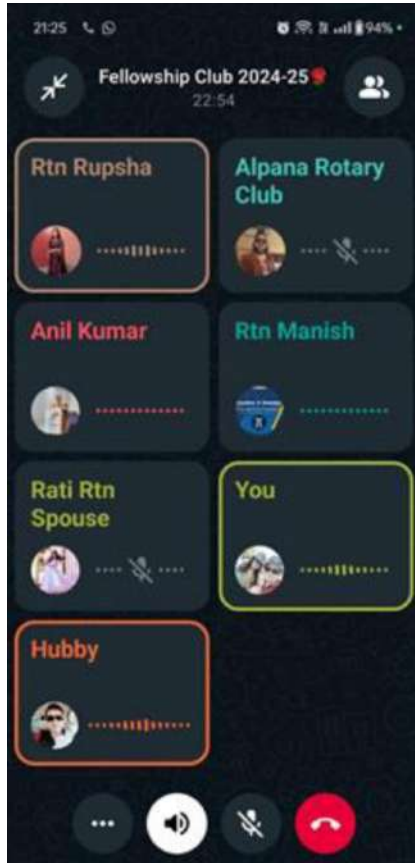 21:25 94%
Fellowship Club 2024-25
22:54
Rtn Rupsha
Alpana Rotary
Club
Anil Kumar
Rtn Manish
Rati Rtn
Spouse
You
Hubby